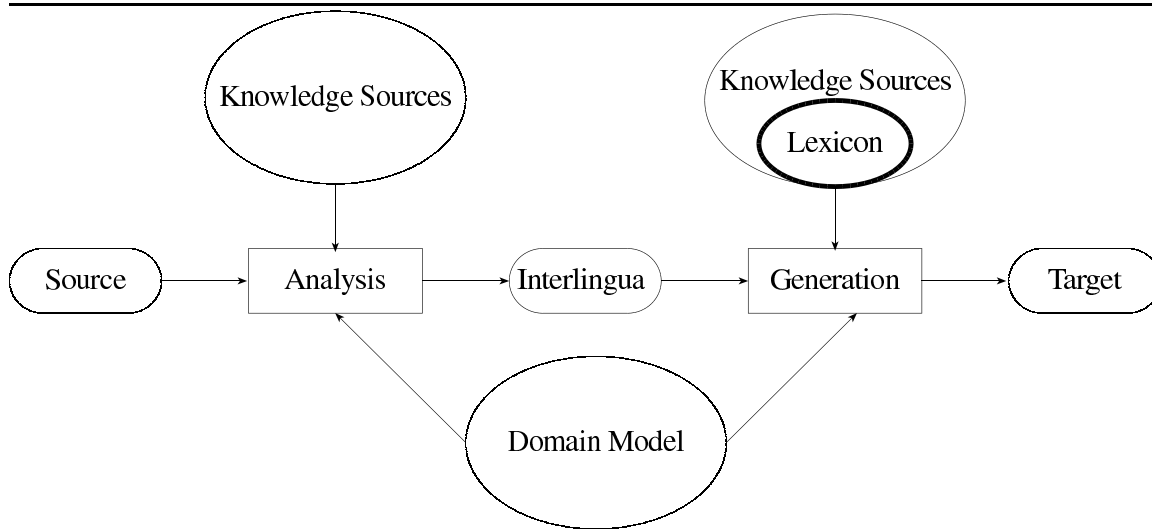 Knowledge Sources
Knowledge Sources
Lexicon
Source
Analysis
Interlingua
Generation
Target
Domain Model